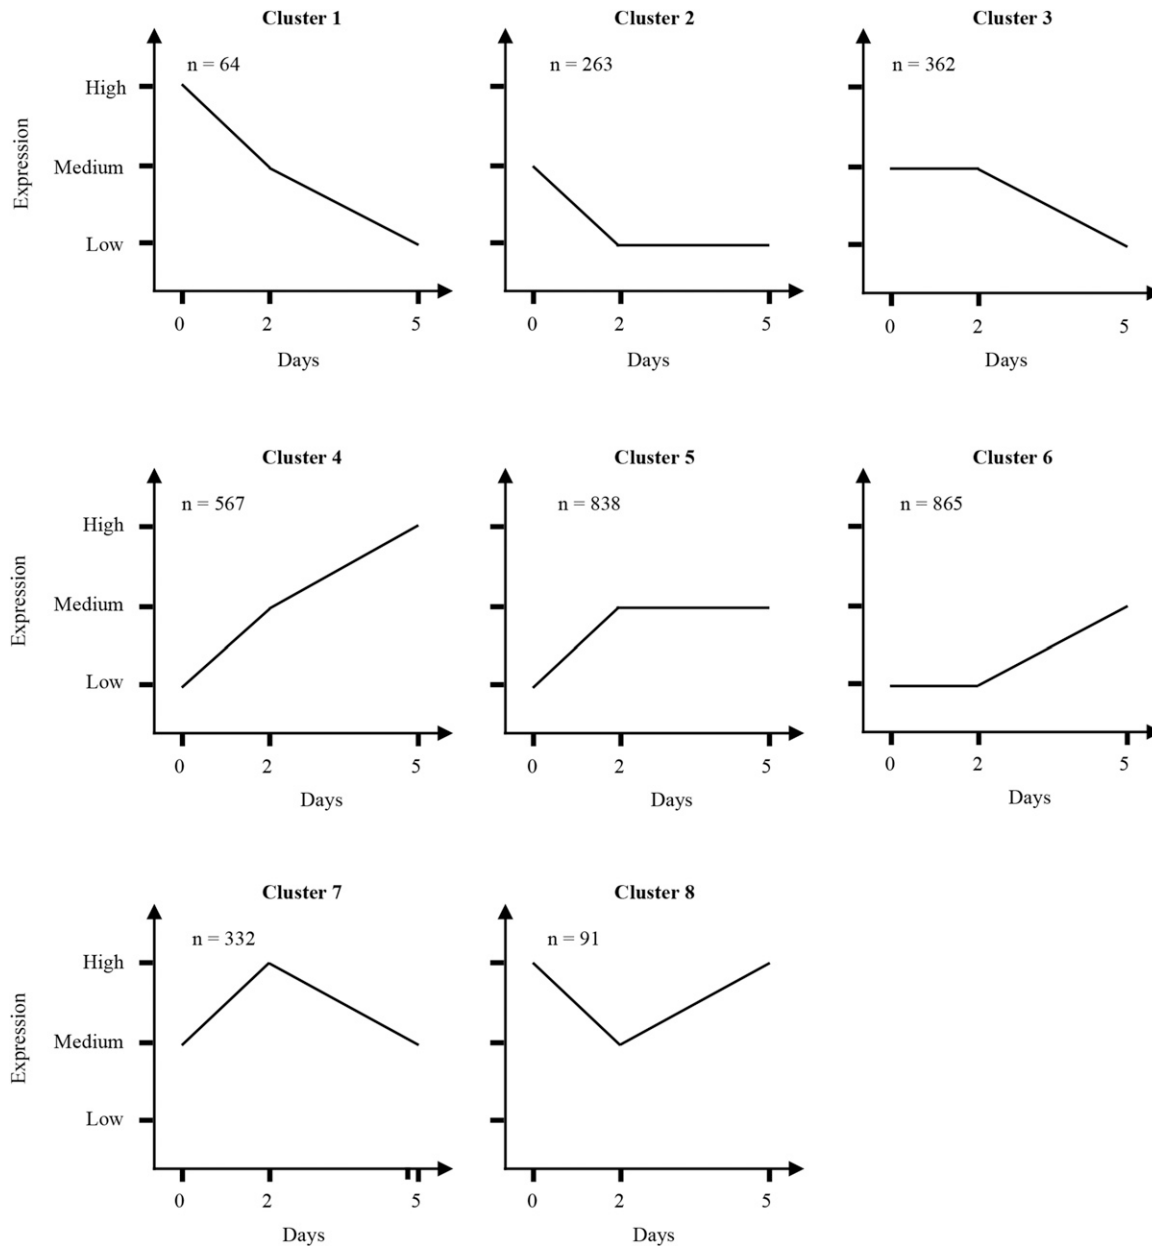 Cluster 1
n = 64
High
Medium
Low
Expression
0 2 5
Days
Cluster 2
n = 263
0 2 5
Days
Cluster 3
n = 362
0 2 5
Days
Cluster 4
n = 567
High
Medium
Low
Expression
0 2 5
Days
Cluster 5
n = 838
0 2 5
Days
Cluster 6
n = 865
0 2 5
Days
Cluster 7
n = 332
High
Medium
Low
Expression
0 2 5
Days
Cluster 8
n = 91
0 2 5
Days